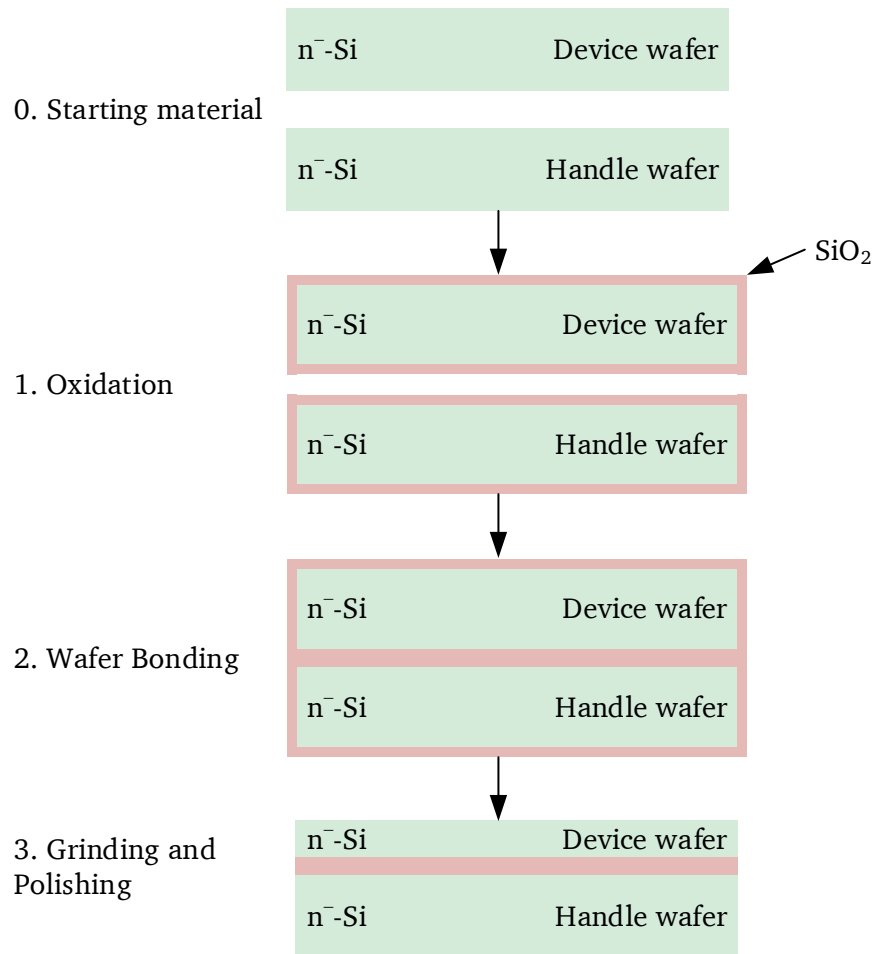 n⁻-Si Device wafer
0. Starting material
n⁻-Si Handle wafer
SiO₂
n⁻-Si Device wafer
1. Oxidation
n⁻-Si Handle wafer
n⁻-Si Device wafer
2. Wafer Bonding
n⁻-Si Handle wafer
n⁻-Si Device wafer
3. Grinding and
Polishing
n⁻-Si Handle wafer